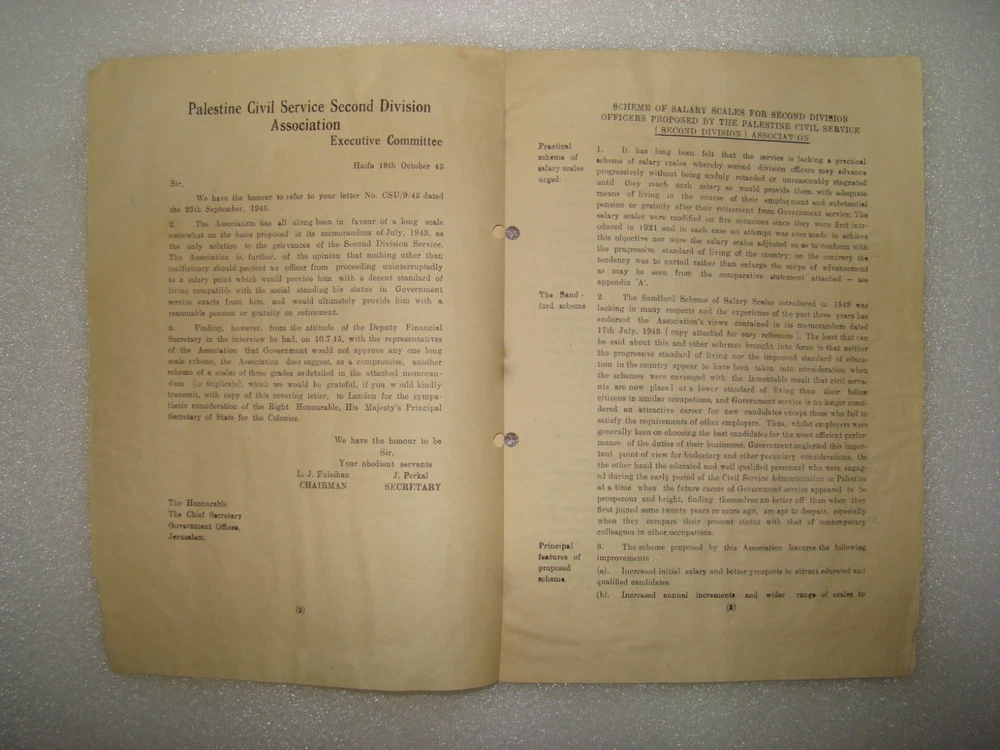 Palestine Civil Service Second Division
Association
Executive Committee
Haifa 18th October 45
Sir,
We have the honour to refer to your letter No. CSU/9/45 dated
the 29th September, 1945.
2. The Association has all along been in favour of a long scale
somewhat on the basis proposed in its memorandum of July, 1943, as
the only solution to the grievances of the Second Division Service.
The Association is, further, of the opinion that nothing other than
inefficiency should present an officer from proceeding uninterruptedly
to a salary point which would provide him with a decent standard of
living compatible with the social standing his status in Government
service exacts from him, and would ultimately provide him with a
reasonable pension or gratuity on retirement.
Finding, however, from the attitude of the Deputy Financial
Secretary in the interview he had, on 10.7.45, with the representatives
of the Association that Government would not approve any one long
scale scheme, the Association does suggest, as a compromise, another
scheme of a scales of these grades as detailed in the attached memoran-
dum (in triplicate), which we would be grateful, if you would kindly
transmit, with copy of this covering letter, to London for the sympa-
thetic consideration of the Right Honourable, His Majesty's Principal
Secretary of State for the Colonies.
We have the honour to be
Sir,
Your obedient servants
L. J. Fuleihan J. Perkal
CHAIRMAN SECRETARY
The Honourable
The Chief Secretary
Government Offices,
Jerusalem.
(2)
SCHEME OF SALARY SCALES FOR SECOND DIVISION
OFFICERS PROPOSED BY THE PALESTINE CIVIL SERVICE
(SECOND DIVISION) ASSOCIATION
Practical
scheme of
salary scales
urged.
1. It has long been felt that the service is lacking a practical
scheme of salary scales whereby second division officers may advance
progressively without being unduly retarded or unreasonably stagnated
until they reach such salary as would provide them with adequate
means of living in the course of their employment and substantial
pension or gratuity after their retirement from Government service. The
salary scales were modified on five occasions since they were first intr-
oduced in 1921 and in each case no attempt was ever made to achieve
this objective nor were the salary scales adjusted so as to conform with
the progressive standard of living of the country; on the contrary the
tendency was to curtail rather than enlarge the scope of advancement
as may be seen from the comparative statement attached — see
appendix 'A'.
The Sand-
ford scheme
2. The Sandford Scheme of Salary Scales introduced in 1943 was
lacking in many respects and the experience of the past three years has
endorsed the Association's views contained in its memorandum dated
17th July, 1943 ( copy attached for easy reference ). The least that can
be said about this and other schemes brought into force is that neither
the progressive standard of living nor the improved standard of educa-
tion in the country appear to have been taken into consideration when
the schemes were envisaged with the lamentable result that civil serva-
nts are now placed at a lower standard of living than their fellow
citizens in similar occupations, and Government service is no longer consi-
dered an attractive career for new candidates except those who fail to
satisfy the requirements of other employers. Thus, whilst employers were
generally keen on choosing the best candidates for the most efficient perfor-
mance of the duties of their businesses, Government neglected this impor-
tant point of view for budgetary and other pecuniary considerations. On
the other hand the educated and well qualified personnel who were engag-
ed during the early period of the Civil Service Administration in Palestine
at a time when the future career of Government service appeared to be
prosperous and bright, finding themselves no better off than when they
first joined some twenty years or more ago, are apt to despair, especially
when they compare their present status with that of contemporary
colleagues in other occupations.
Principal
features of
proposed
scheme.
3. The scheme proposed by this Association features the following
improvements :-
(a). Increased initial salary and better prospects to attract educated and
qualified candidates.
(b). Increased annual increments and wider range of scales to
(3)